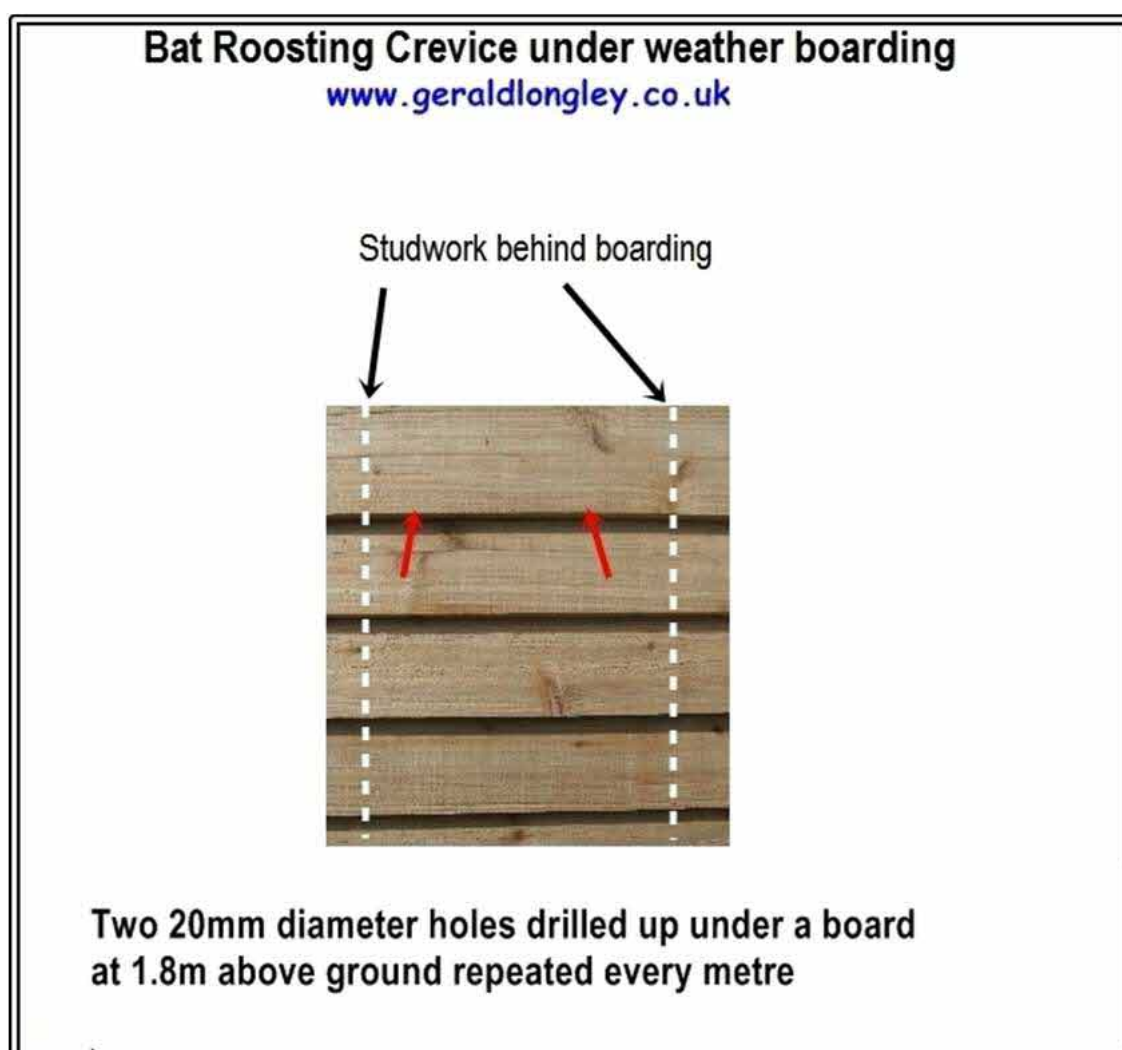 Bat Roosting Crevice under weather boarding
www.geraldlongley.co.uk
Studwork behind boarding
Two 20mm diameter holes drilled up under a board
at 1.8m above ground repeated every metre